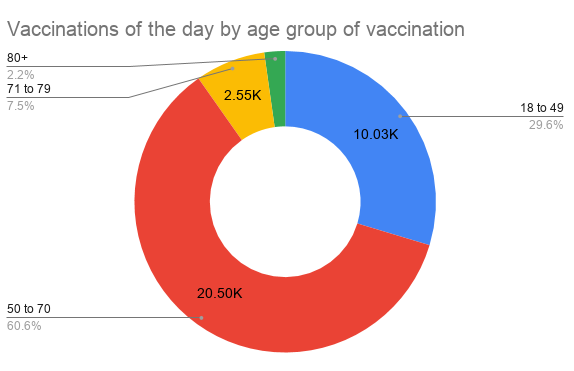 Vaccinations of the day by age group of vaccination
80+
2.2%
71 to 79
7.5%
2.55K
18 to 49
29.6%
10.03K
20.50K
50 to 70
60.6%